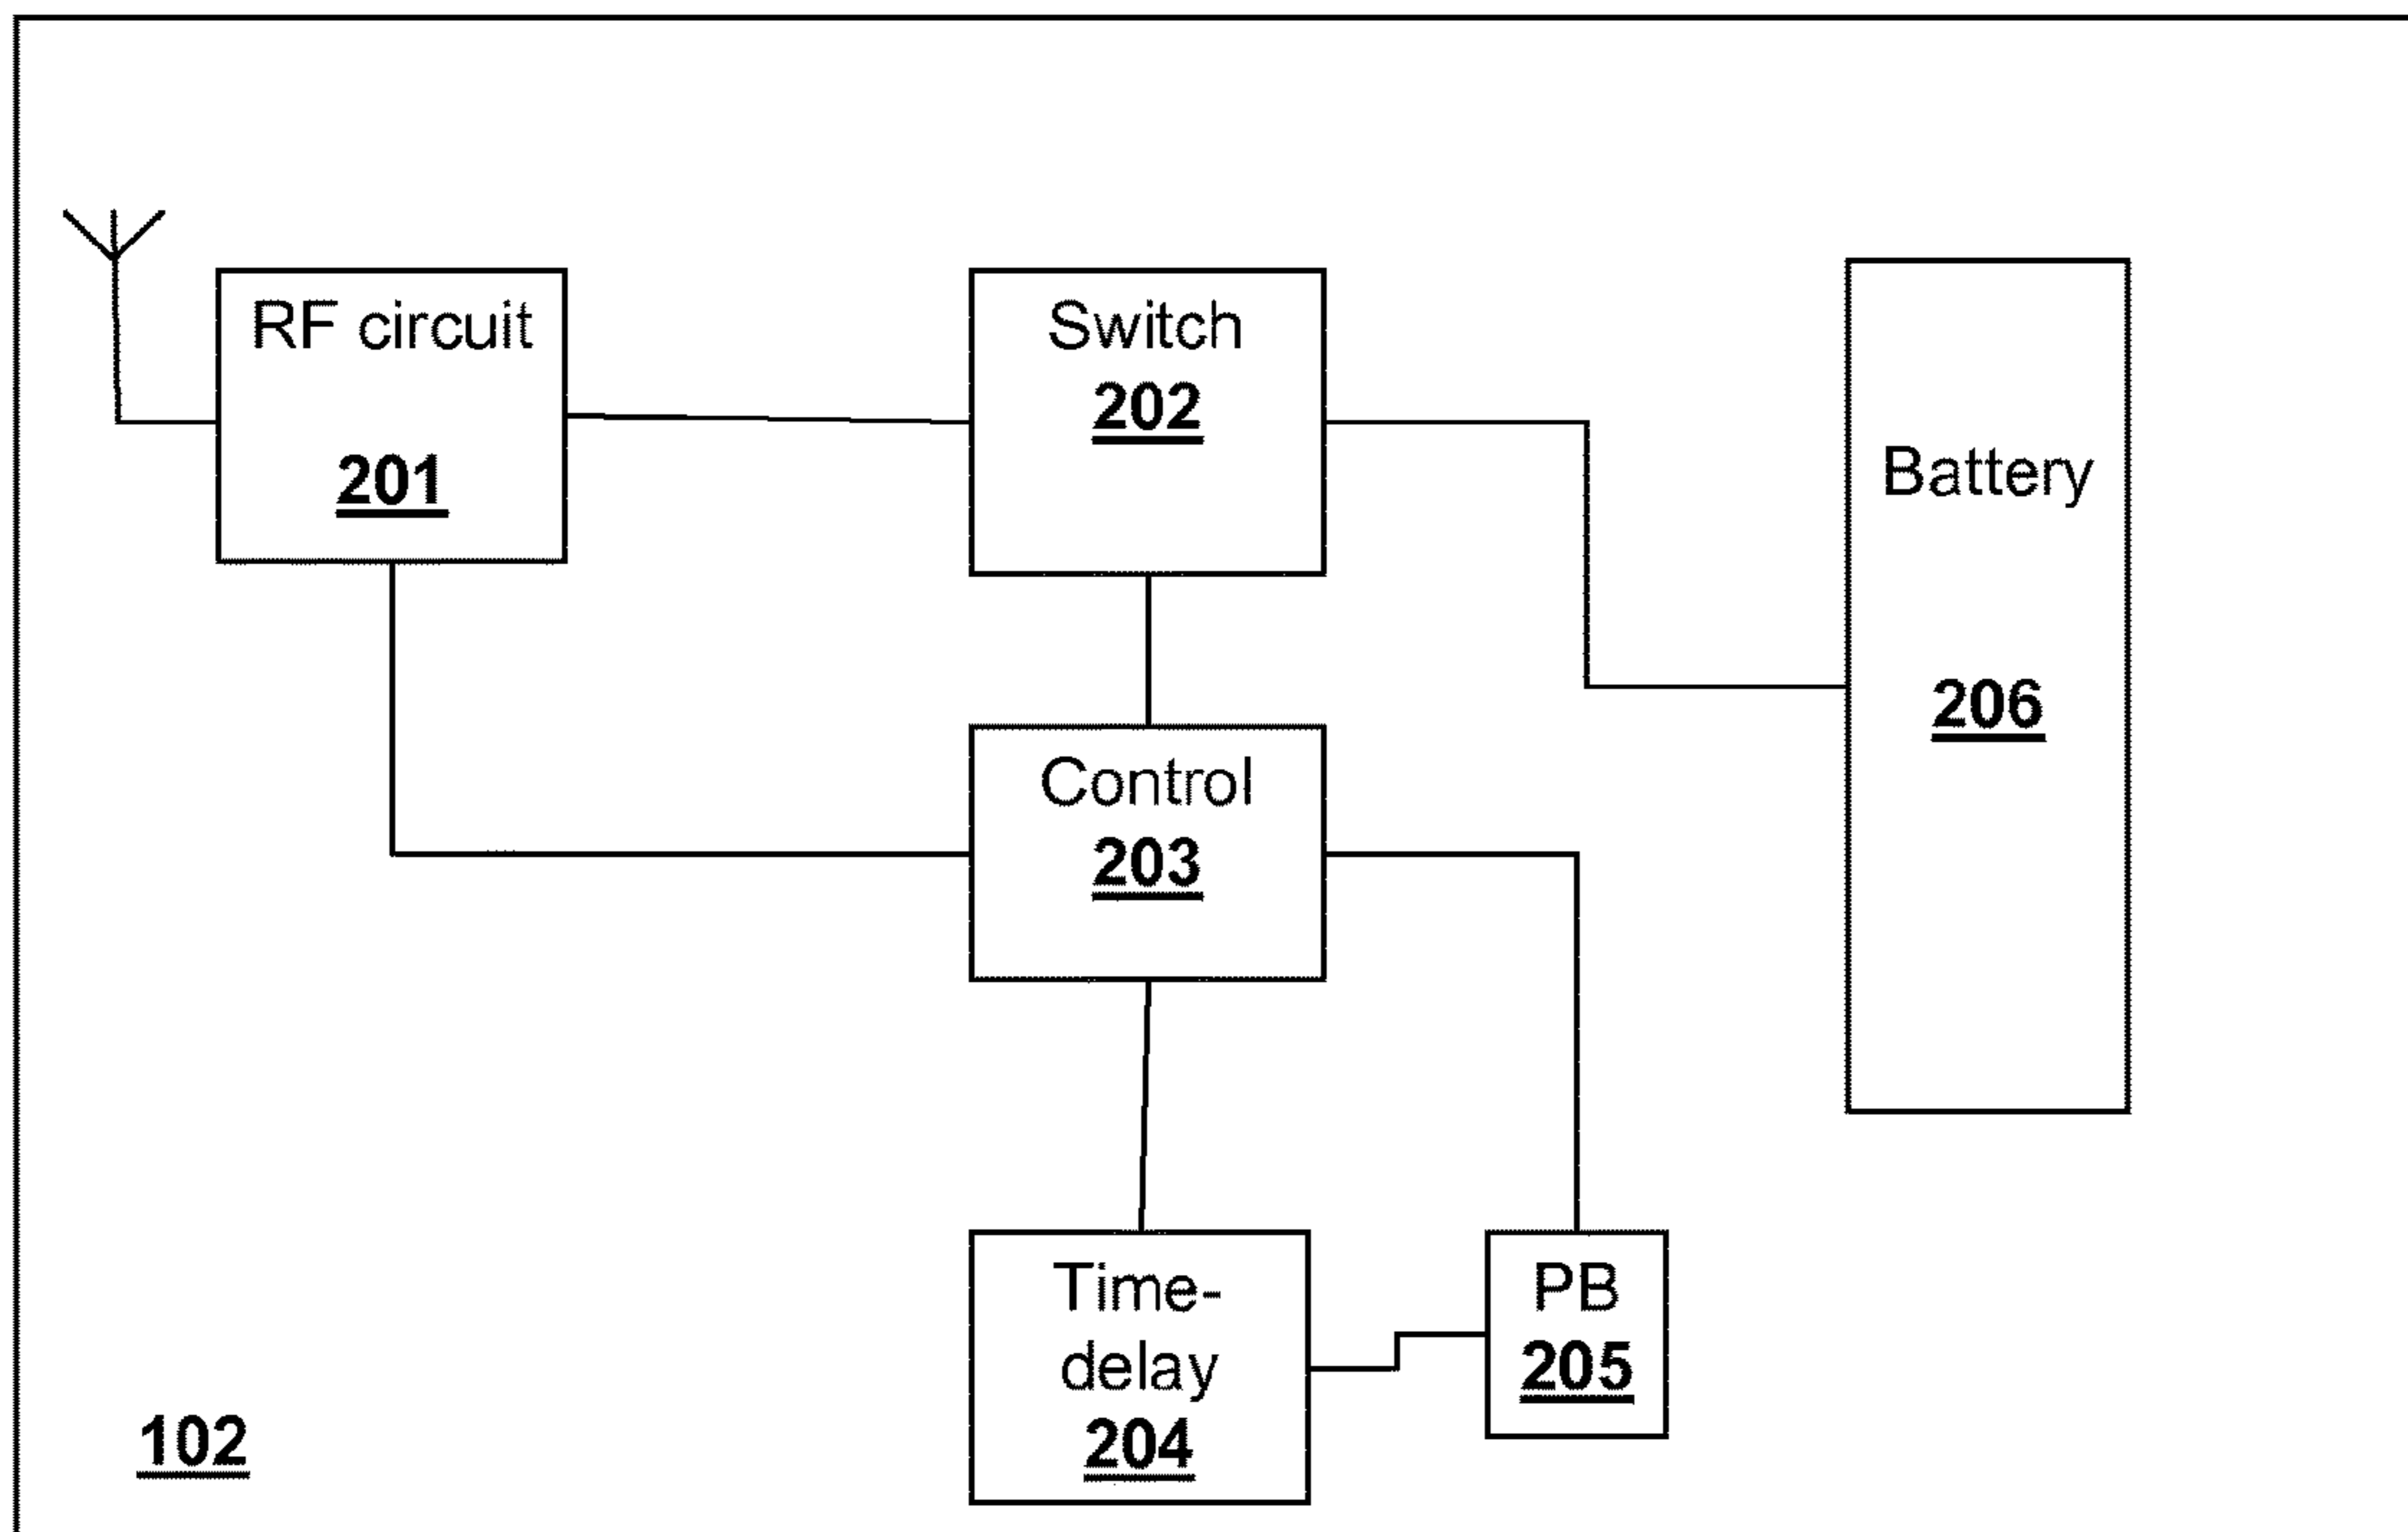 RF circuit
201
Switch
202
Battery
206
Control
203
Time-
delay
204
PB
205
102